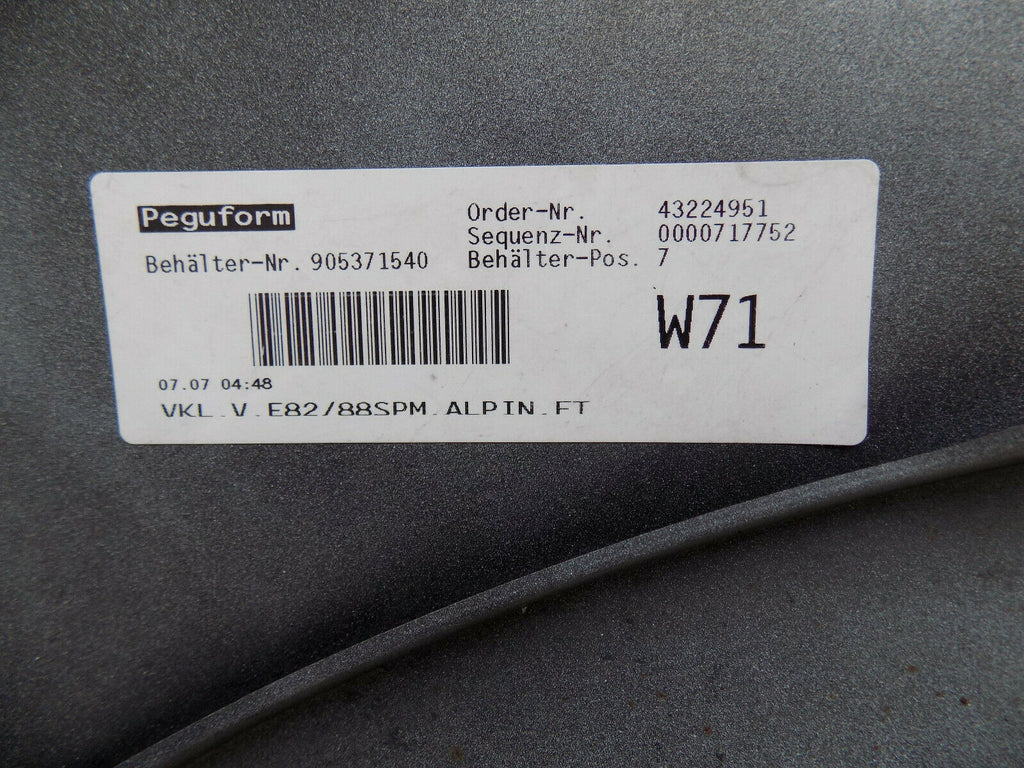 Peguform
Order-Nr. 43224951
Sequenz-Nr. 0000717752
Behälter-Nr. 905371540 Behälter-Pos. 7
W71
07.07 04:48
VKL.V.E82/88SPM.ALPIN.FT